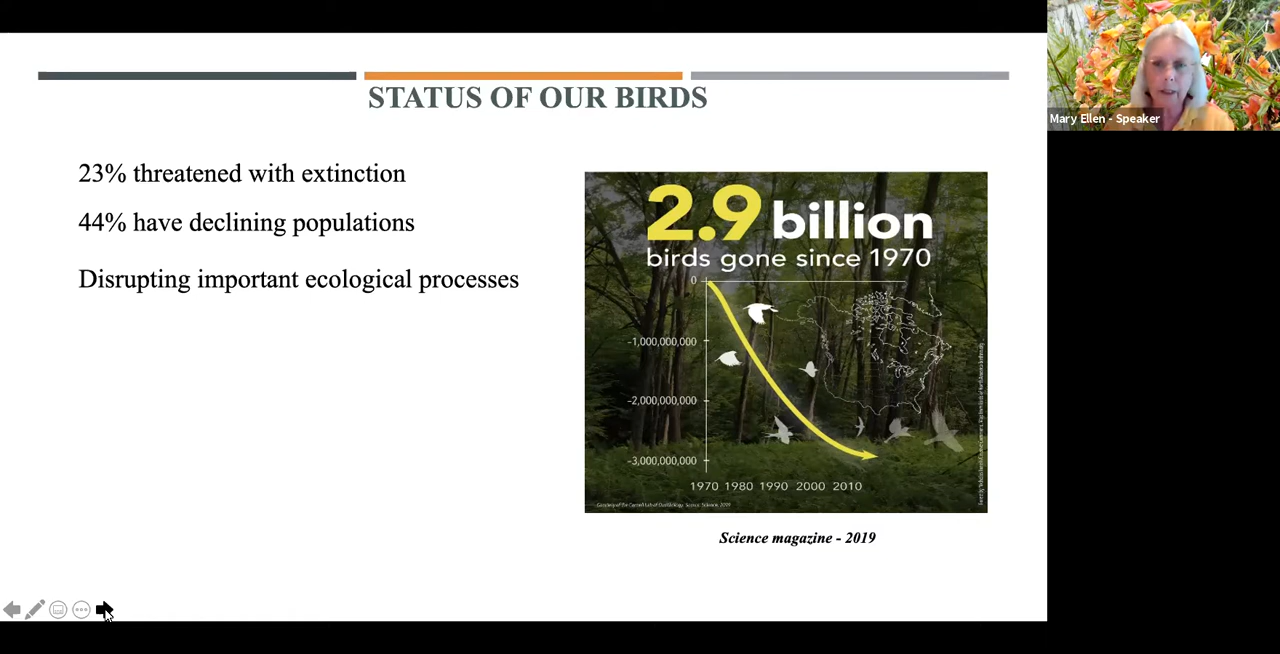 STATUS OF OUR BIRDS
23% threatened with extinction
44% have declining populations
Disrupting important ecological processes
2.9 billion
birds gone since 1970
0
-1,000,000,000
-2,000,000,000
-3,000,000,000
1970 1980 1990 2000 2010
Science magazine - 2019
Mary Ellen - Speaker